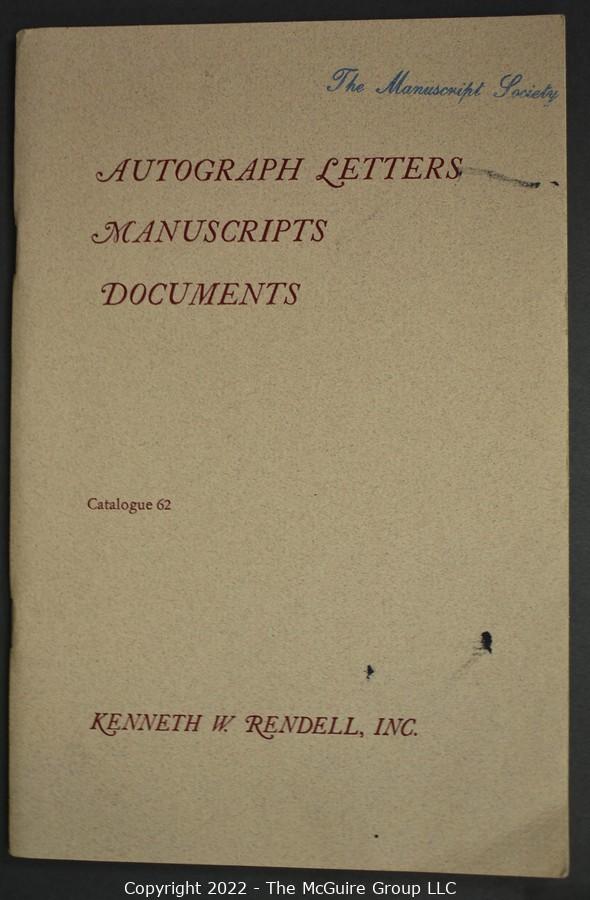 The Manuscript Society
AUTOGRAPH LETTERS
MANUSCRIPTS
DOCUMENTS
Catalogue 62
KENNETH W. RENDELL, INC.
Copyright 2022 - The McGuire Group LLC